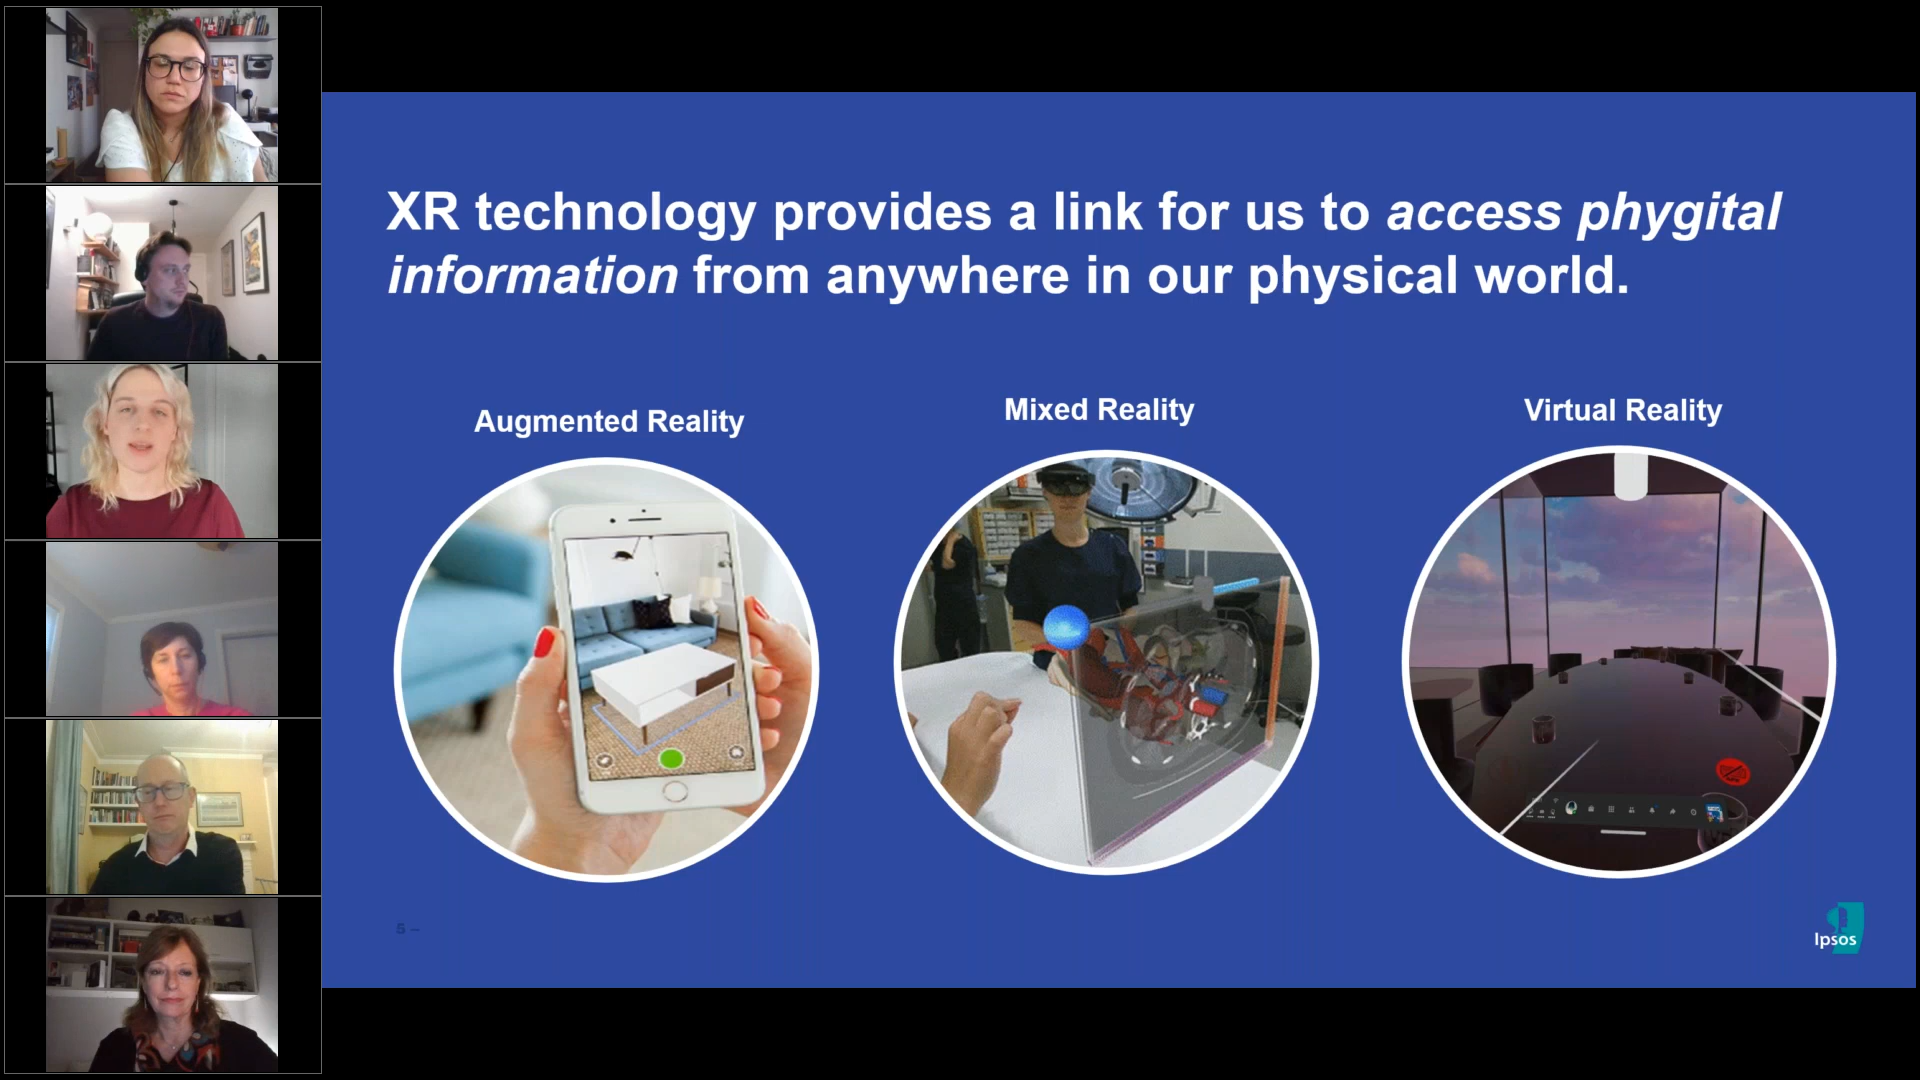 XR technology provides a link for us to access phygital
information from anywhere in our physical world.
Augmented Reality
Mixed Reality
Virtual Reality
5 –
Ipsos